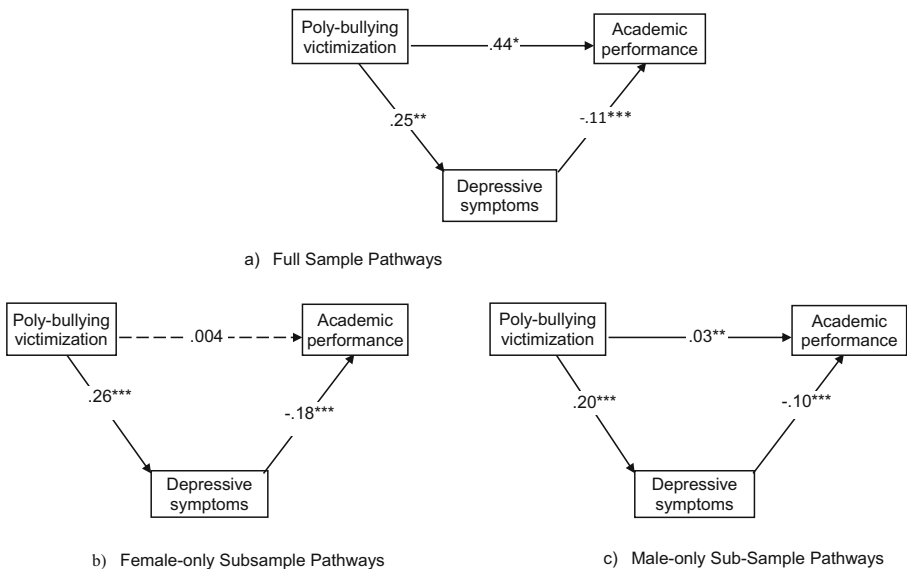 Poly-bullying
victimization
.44*
Academic
performance
.25**
-.11***
Depressive
symptoms
a) Full Sample Pathways
Poly-bullying
victimization
.004
Academic
performance
.26***
-.18***
Depressive
symptoms
b) Female-only Subsample Pathways
Poly-bullying
victimization
.03**
Academic
performance
.20***
-.10***
Depressive
symptoms
c) Male-only Sub-Sample Pathways